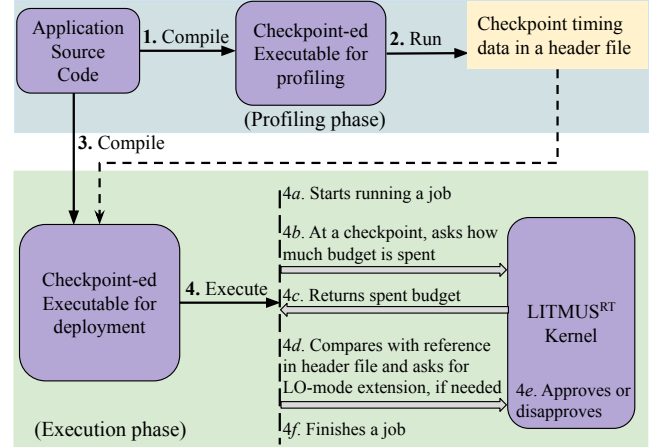 Application
Source
Code
1. Compile
Checkpoint-ed
Executable for
profiling
2. Run
Checkpoint timing
data in a header file
(Profiling phase)
3. Compile
Checkpoint-ed
Executable for
deployment
4. Execute
4a. Starts running a job
4b. At a checkpoint, asks how
much budget is spent
4c. Returns spent budget
4d. Compares with reference
in header file and asks for
LO-mode extension, if needed
4f. Finishes a job
LITMUSRT
Kernel
4e. Approves or
disapproves
(Execution phase)